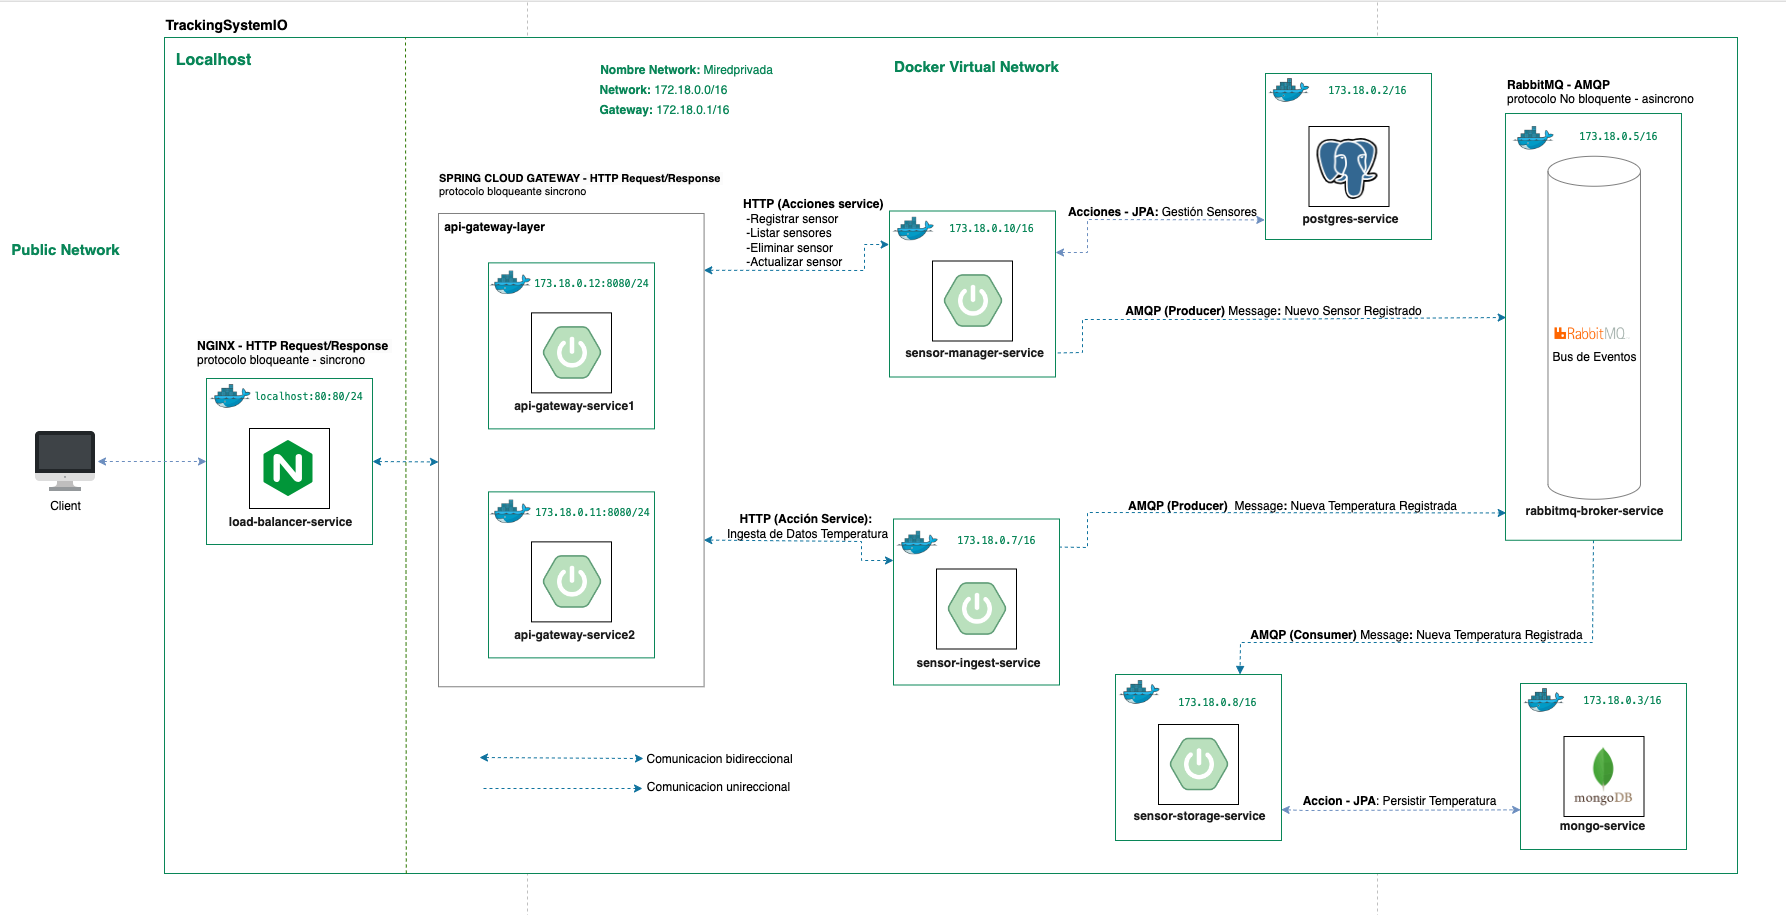 TrackingSystemIO
Localhost
Nombre Network: Miredprivada
Network: 172.18.0.0/16
Gateway: 172.18.0.1/16
Docker Virtual Network
173.18.0.2/16
postgres-service
RabbitMQ - AMQP
protocolo No bloquente - asincrono
173.18.0.5/16
RabbitMQ
Bus de Eventos
rabbitmq-broker-service
SPRING CLOUD GATEWAY - HTTP Request/Response
protocolo bloqueante sincrono
api-gateway-layer
173.18.0.12:8080/24
api-gateway-service1
173.18.0.11:8080/24
api-gateway-service2
HTTP (Acciones service)
-Registrar sensor
-Listar sensores
-Eliminar sensor
-Actualizar sensor
173.18.0.10/16
sensor-manager-service
Acciones - JPA: Gestión Sensores
AMQP (Producer) Message: Nuevo Sensor Registrado
Public Network
Client
NGINX - HTTP Request/Response
protocolo bloqueante - sincrono
localhost:80:80/24
load-balancer-service
HTTP (Acción Service):
Ingesta de Datos Temperatura
173.18.0.7/16
sensor-ingest-service
AMQP (Producer) Message: Nueva Temperatura Registrada
AMQP (Consumer) Message: Nueva Temperatura Registrada
173.18.0.8/16
sensor-storage-service
Accion - JPA: Persistir Temperatura
173.18.0.3/16
mongoDB
mongo-service
Comunicacion bidireccional
Comunicacion unireccional